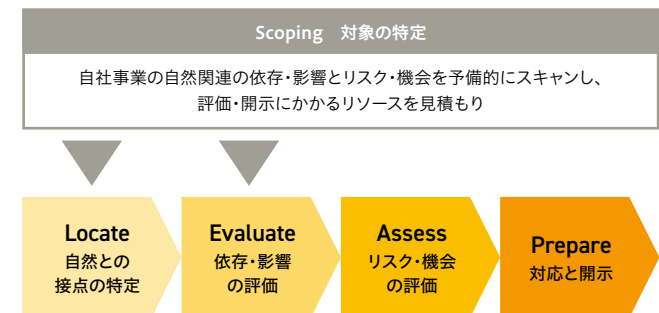 Scoping　対象の特定
自社事業の自然関連の依存・影響とリスク・機会を予備的にスキャンし、
評価・開示にかかるリソースを見積もり
Locate
自然との
接点の特定
Evaluate
依存・影響
の評価
Assess
リスク・機会
の評価
Prepare
対応と開示